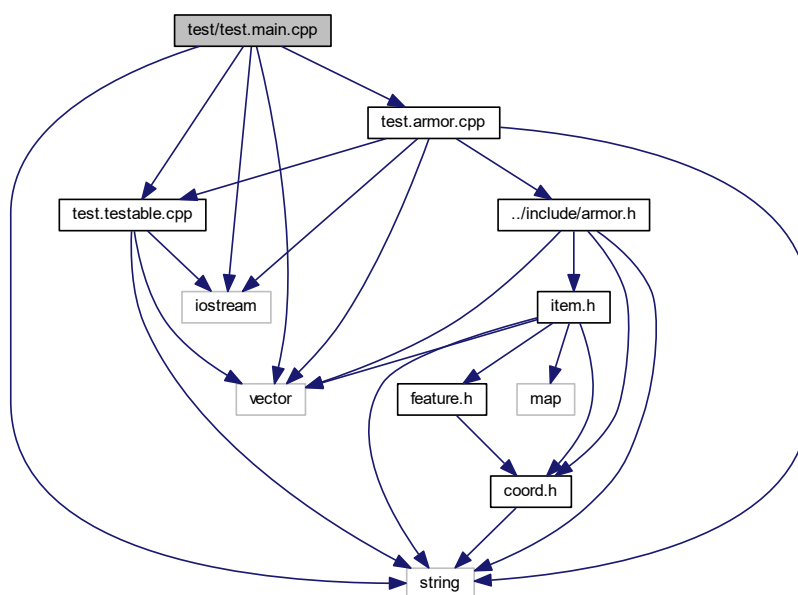 test/test.main.cpp
test.armor.cpp
test.testable.cpp
../include/armor.h
iostream
item.h
vector
feature.h
map
coord.h
string